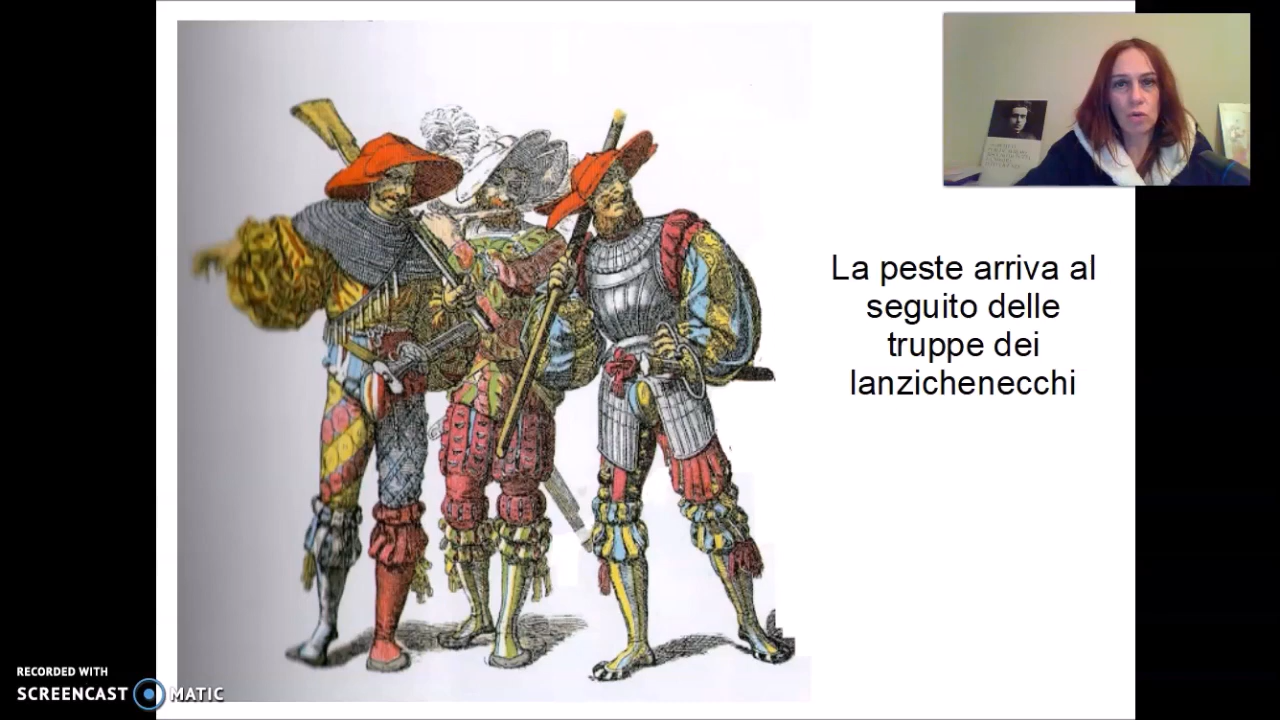 La peste arriva al
seguito delle
truppe dei
lanzichenecchi
RECORDED WITH
SCREENCAST MATIC